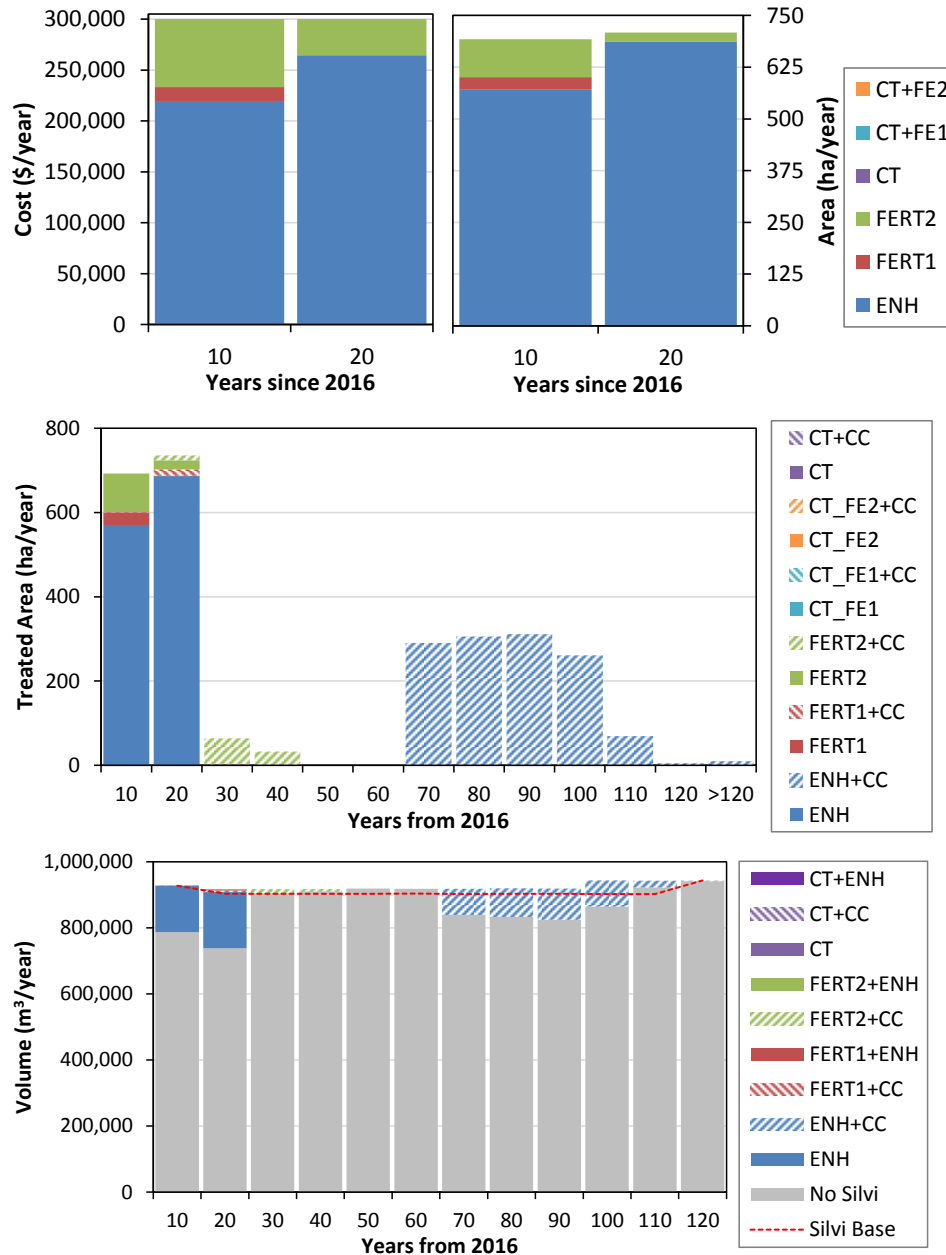 300,000
250,000
200,000
150,000
100,000
50,000
0
Cost ($/year)
10 20
Years since 2016
750
625
500
375
250
125
0
Area (ha/year)
10 20
Years since 2016
CT+FE2
CT+FE1
CT
FERT2
FERT1
ENH
800
600
400
200
0
Treated Area (ha/year)
10 20 30 40 50 60 70 80 90 100 110 120 >120
Years from 2016
CT+CC
CT
CT_FE2+CC
CT_FE2
CT_FE1+CC
CT_FE1
FERT2+CC
FERT2
FERT1+CC
FERT1
ENH+CC
ENH
1,000,000
800,000
600,000
400,000
200,000
0
Volume (m³/year)
10 20 30 40 50 60 70 80 90 100 110 120
Years from 2016
CT+ENH
CT+CC
CT
FERT2+ENH
FERT2+CC
FERT1+ENH
FERT1+CC
ENH+CC
ENH
No Silvi
Silvi Base